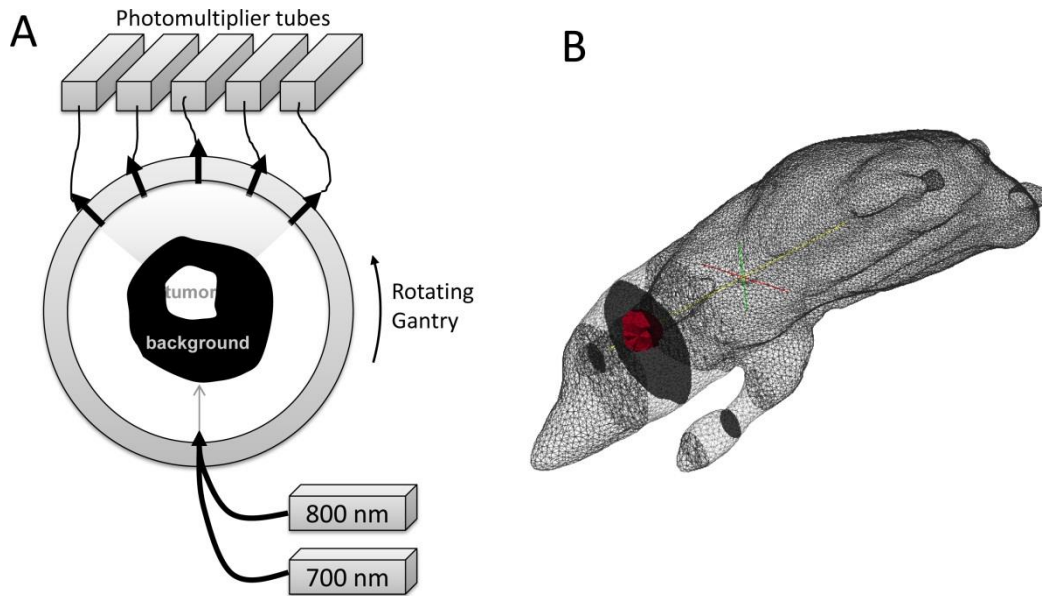 A
Photomultiplier tubes
B
tumor
background
Rotating
Gantry
800 nm
700 nm